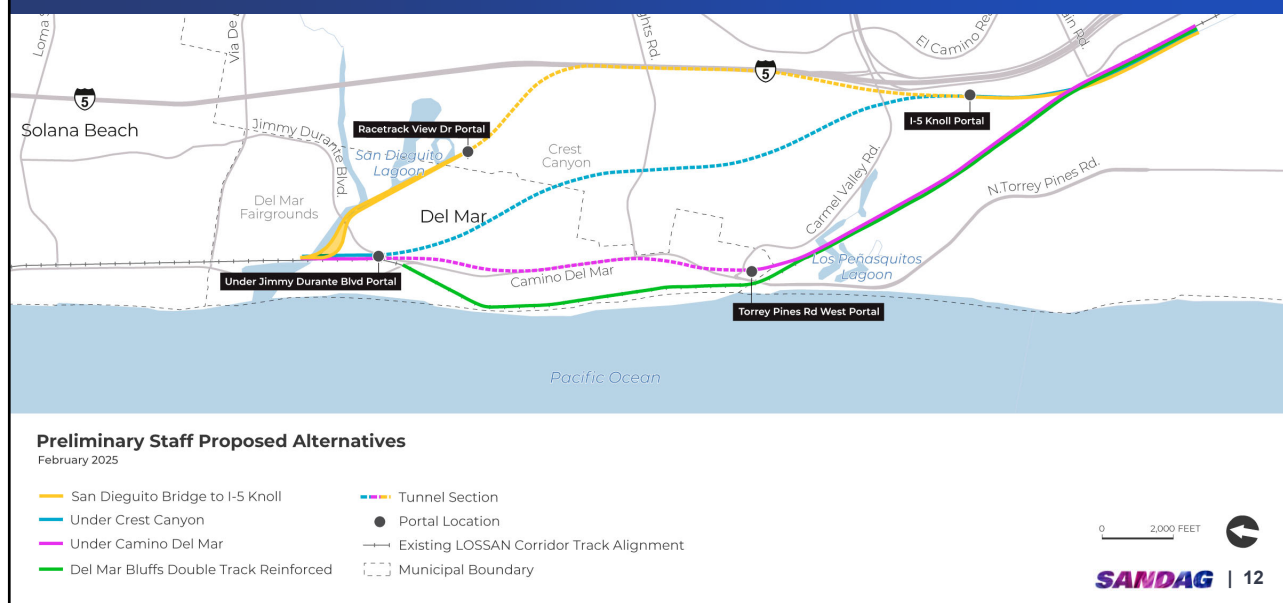 Loma S
Via De
ghts Rd.
El Camino Rea
ain Rd.
5
5
Solana Beach
Jimmy Durante Blvd.
Racetrack View Dr Portal
San Dieguito
Lagoon
Crest
Canyon
I-5 Knoll Portal
Del Mar
Fairgrounds
Del Mar
Carmel Valley Rd.
N.Torrey Pines Rd.
Under Jimmy Durante Blvd Portal
Camino Del Mar
Los Peñasquitos
Lagoon
Torrey Pines Rd West Portal
Pacific Ocean
Preliminary Staff Proposed Alternatives
February 2025
San Dieguito Bridge to I-5 Knoll
Under Crest Canyon
Under Camino Del Mar
Del Mar Bluffs Double Track Reinforced
Tunnel Section
Portal Location
Existing LOSSAN Corridor Track Alignment
Municipal Boundary
0 2,000 FEET
SANDAG | 12